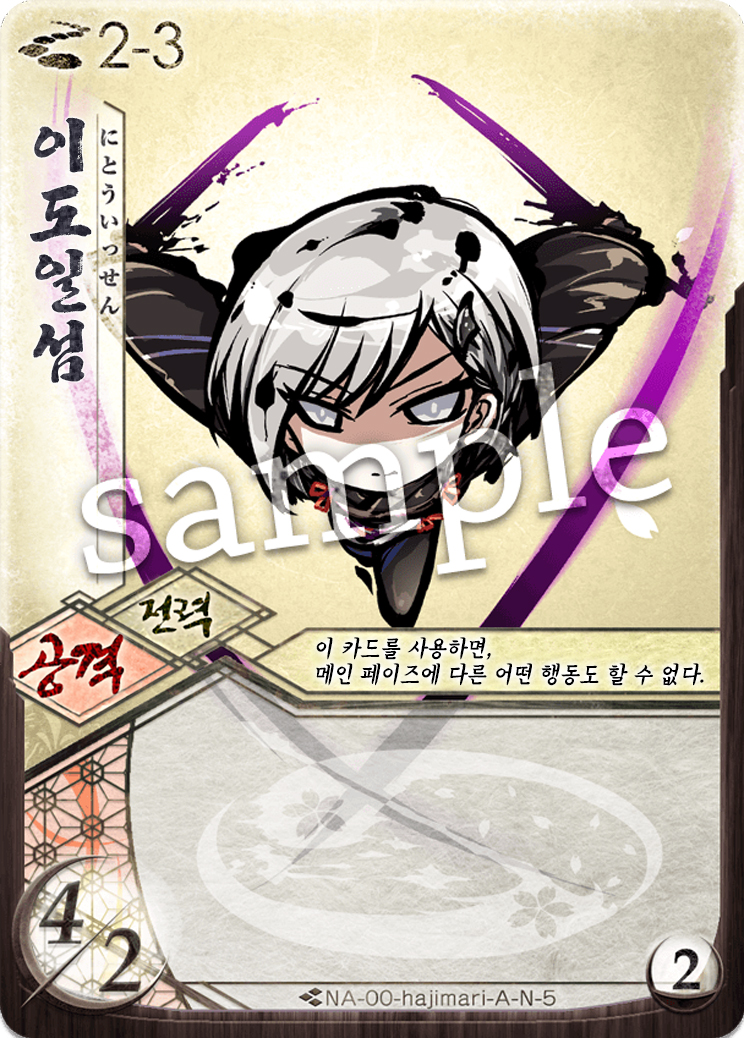 2-3
이도일섬
にとういっせん
sample
전력
공격
이 카드를 사용하면,
메인 페이즈에 다른 어떤 행동도 할 수 없다.
4/2
2
NA-00-hajimari-A-N-5